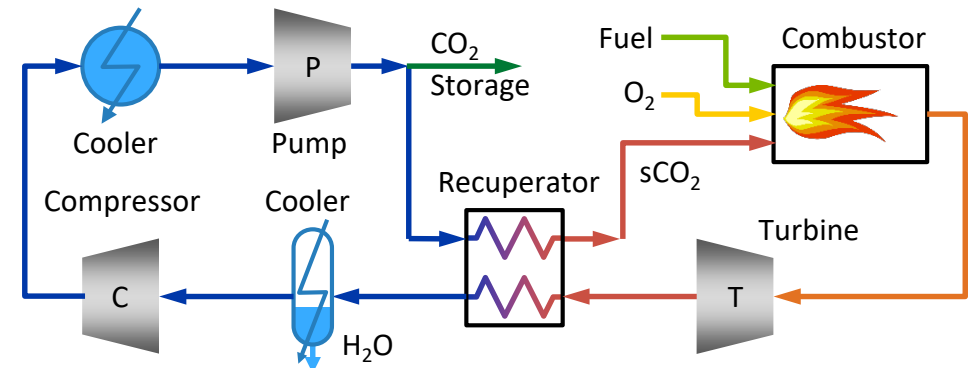 CO₂
Storage
Fuel
Combustor
P
O₂
Cooler
Pump
sCO₂
Recuperator
Compressor
Cooler
Turbine
C
T
H₂O